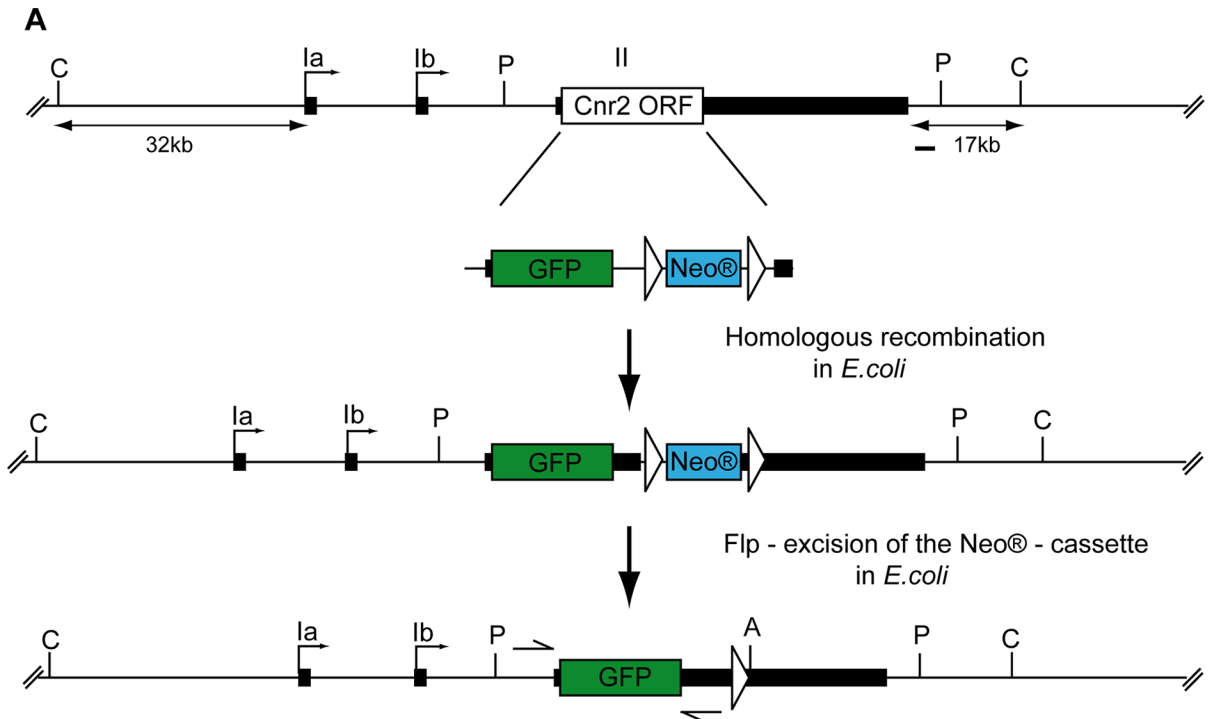 A
C Ia Ib P II P C
Cnr2 ORF
32kb 17kb
GFP Neo®
Homologous recombination
in E.coli
C Ia Ib P P C
GFP Neo®
Flp - excision of the Neo® - cassette
in E.coli
C Ia Ib P A P C
GFP